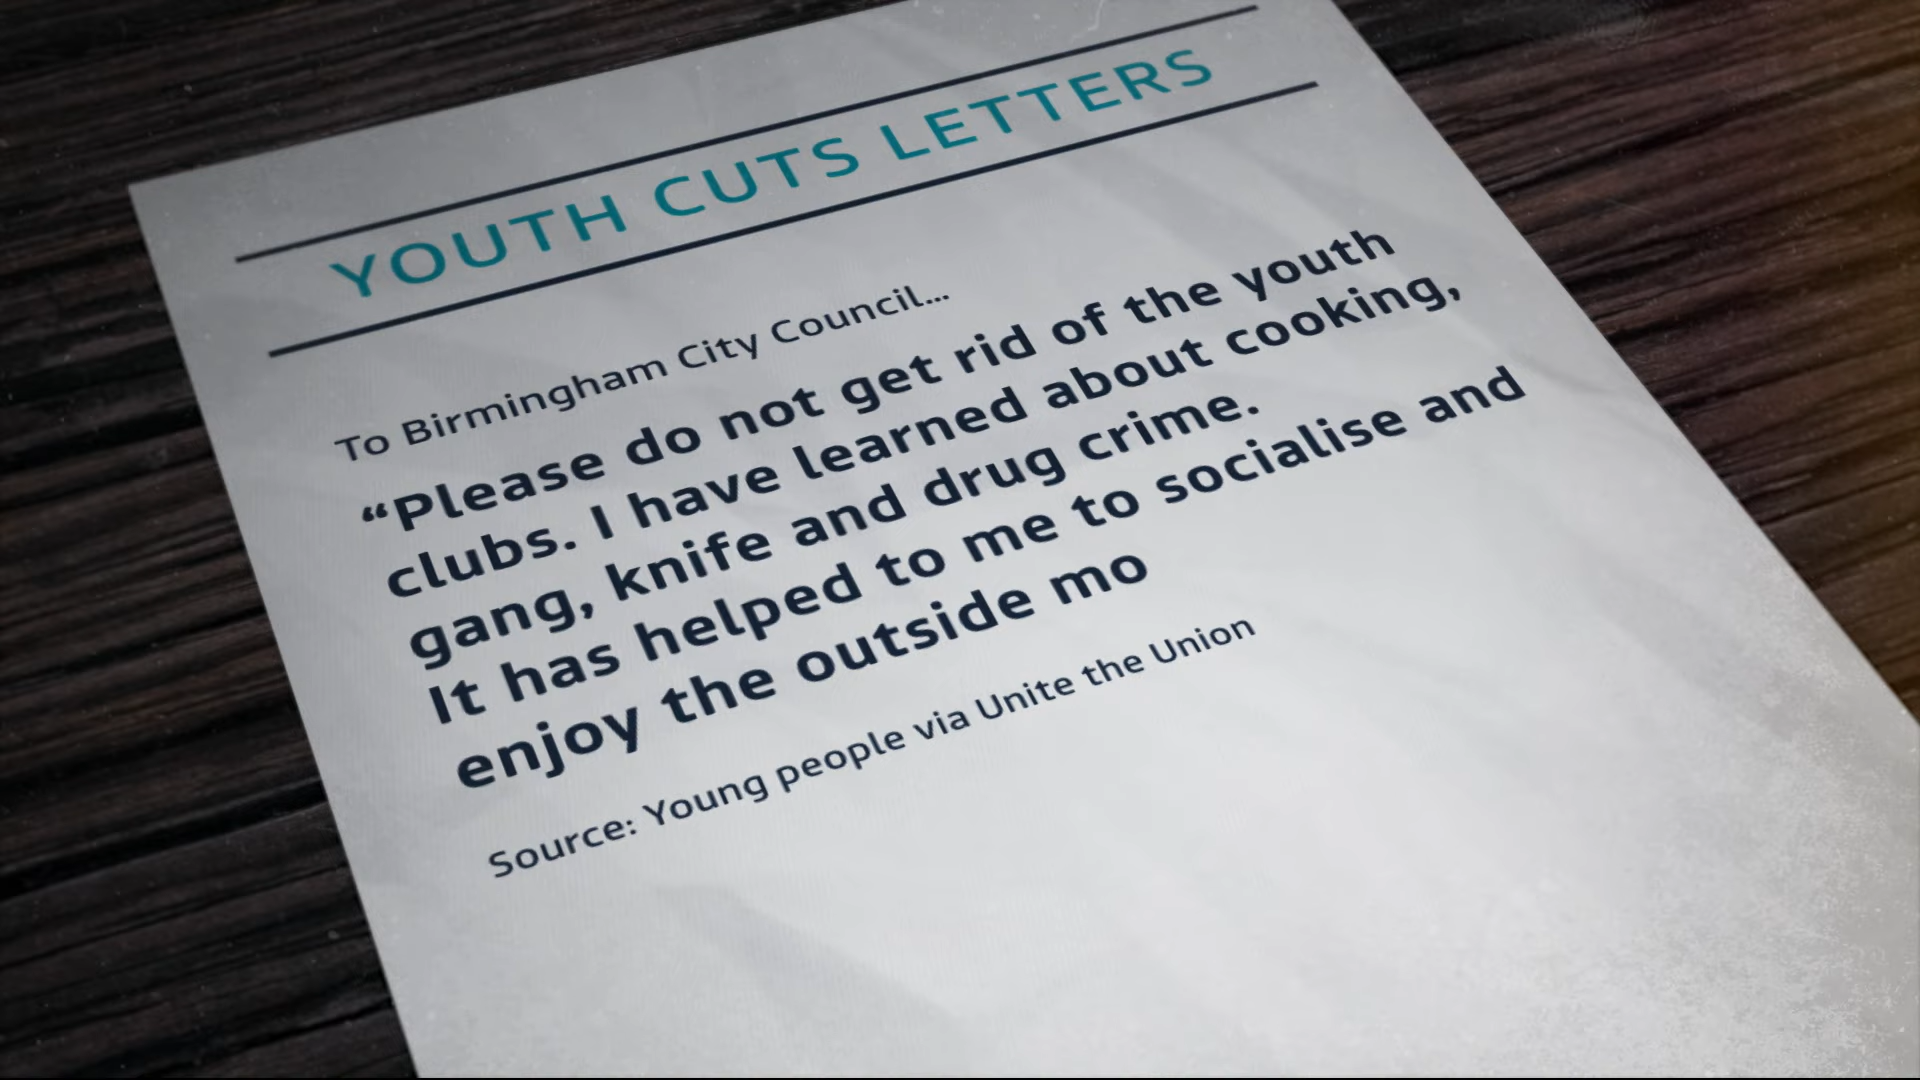 YOUTH CUTS LETTERS
To Birmingham City Council...
“Please do not get rid of the youth
clubs. I have learned about cooking,
gang, knife and drug crime.
It has helped to me to socialise and
enjoy the outside mo
Source: Young people via Unite the Union